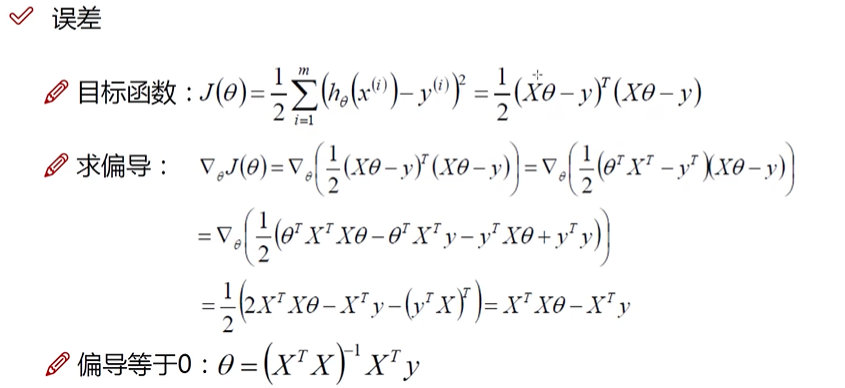 误差
目标函数：J(θ)=1/2 ∑_{i=1}^{m} (h_θ(x^{(i)})−y^{(i)})^2 = 1/2 (Xθ−y)^T (Xθ−y)
求偏导： ∇_θ J(θ)=∇_θ(1/2 (Xθ−y)^T (Xθ−y))=∇_θ(1/2 (θ^T X^T −y^T)(Xθ−y))
=∇_θ(1/2 (θ^T X^T Xθ−θ^T X^T y−y^T Xθ+y^T y))
=1/2 (2X^T Xθ−X^T y−(y^T X)^T)= X^T Xθ−X^T y
偏导等于0：θ=(X^T X)^{−1} X^T y